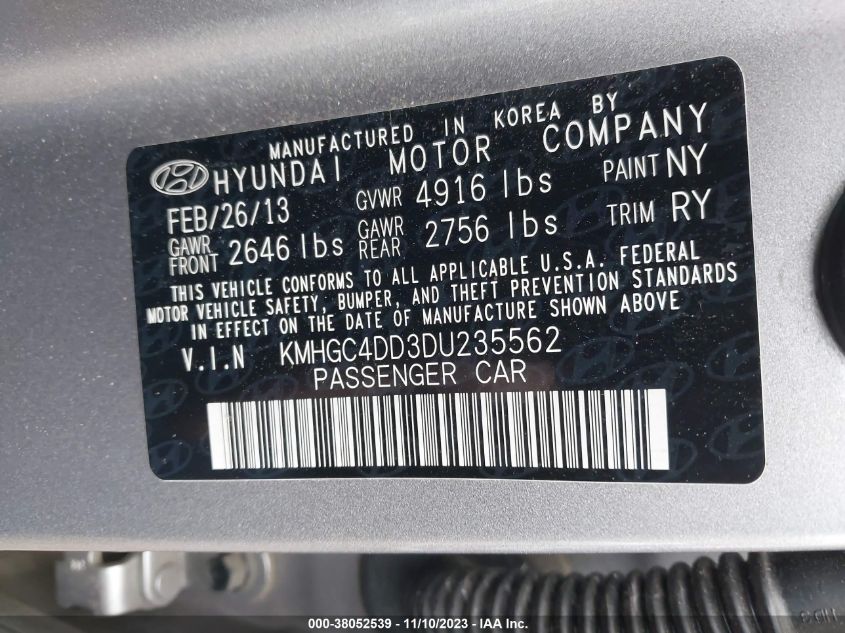 MANUFACTURED IN KOREA BY
HYUNDAI MOTOR COMPANY
FEB/26/13 GVWR 4916 lbs PAINT NY
GAWR FRONT 2646 lbs GAWR REAR 2756 lbs TRIM RY
THIS VEHICLE CONFORMS TO ALL APPLICABLE U.S.A. FEDERAL
MOTOR VEHICLE SAFETY, BUMPER, AND THEFT PREVENTION STANDARDS
IN EFFECT ON THE DATE OF MANUFACTURE SHOWN ABOVE
V.I.N KMHGC4DD3DU235562
PASSENGER CAR
000-38052539 - 11/10/2023 - IAA Inc.